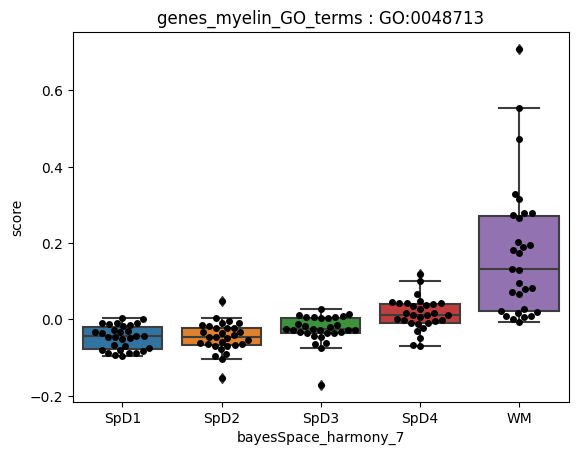 genes_myelin_GO_terms : GO:0048713
score
0.6
0.4
0.2
0.0
−0.2
SpD1 SpD2 SpD3 SpD4 WM
bayesSpace_harmony_7